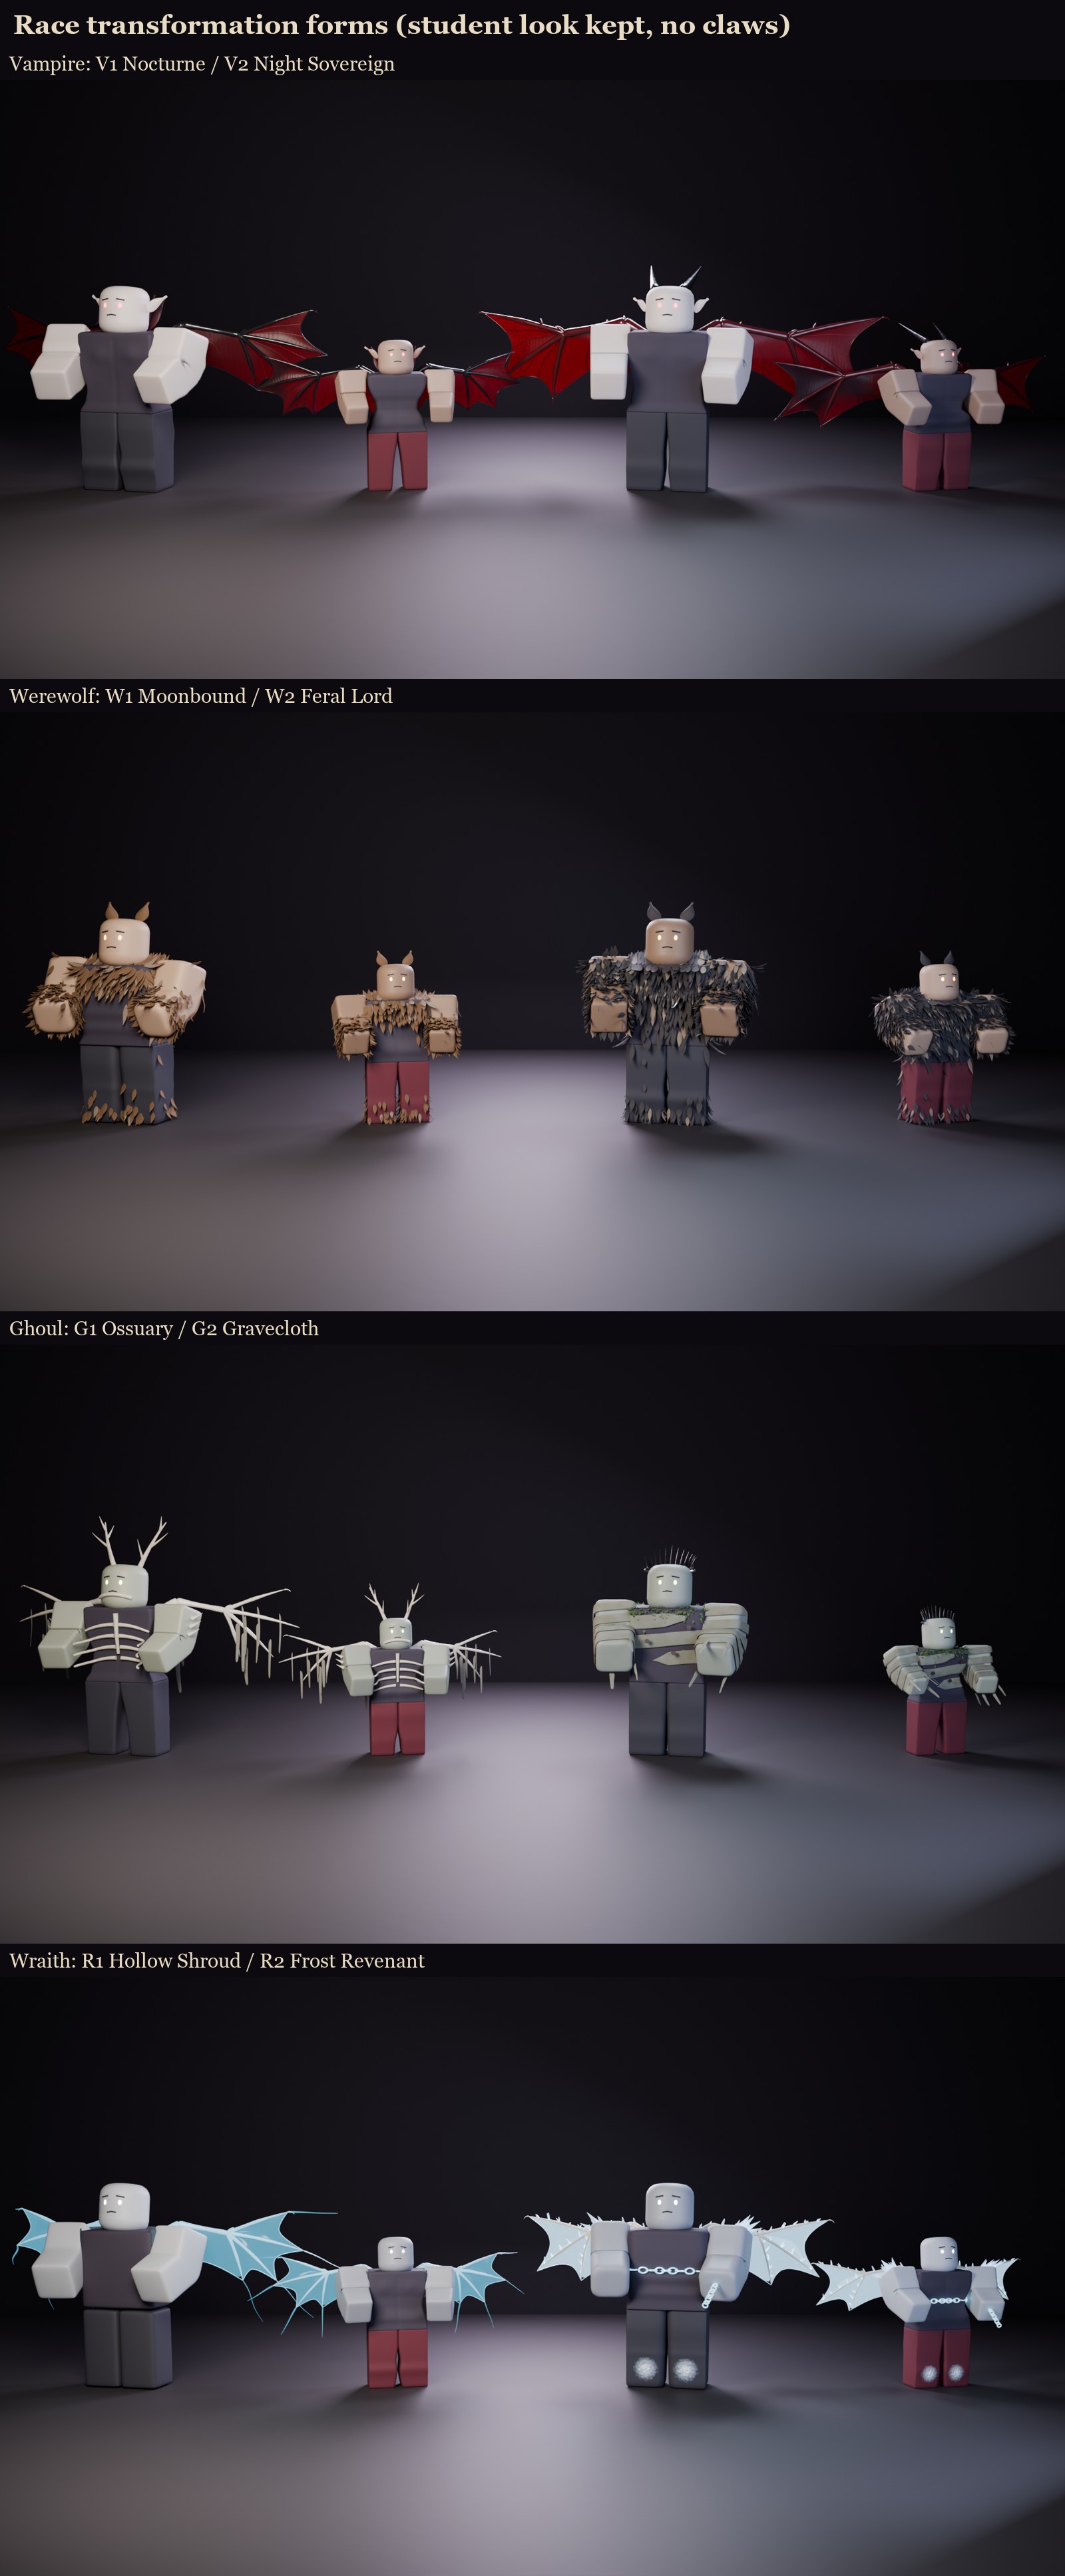 Race transformation forms (student look kept, no claws)
Vampire: V1 Nocturne / V2 Night Sovereign
Werewolf: W1 Moonbound / W2 Feral Lord
Ghoul: G1 Ossuary / G2 Gravecloth
Wraith: R1 Hollow Shroud / R2 Frost Revenant